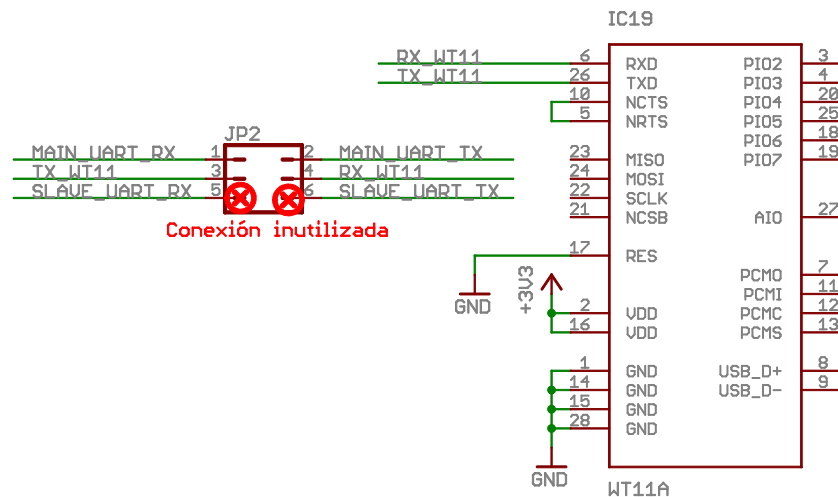 IC19
RX_WT11 6 RXD PIO2 3
TX_WT11 26 TXD PIO3 4
10 NCTS PIO4 20
5 NRTS PIO5 25
PIO6 18
JP2
MAIN_UART_RX 1 2 MAIN_UART_TX 23 MISO PIO7 19
TX_WT11 3 4 RX_WT11 24 MOSI
SLAVE_UART_RX 5 6 SLAVE_UART_TX 22 SCLK
21 NCSB AIO 27
Conexión inutilizada
17 RES
PCMO 7
GND +3V3 PCMI 11
2 VDD PCMC 12
16 VDD PCMS 13
1 GND USB_D+ 8
14 GND USB_D- 9
15 GND
28 GND
GND
WT11A